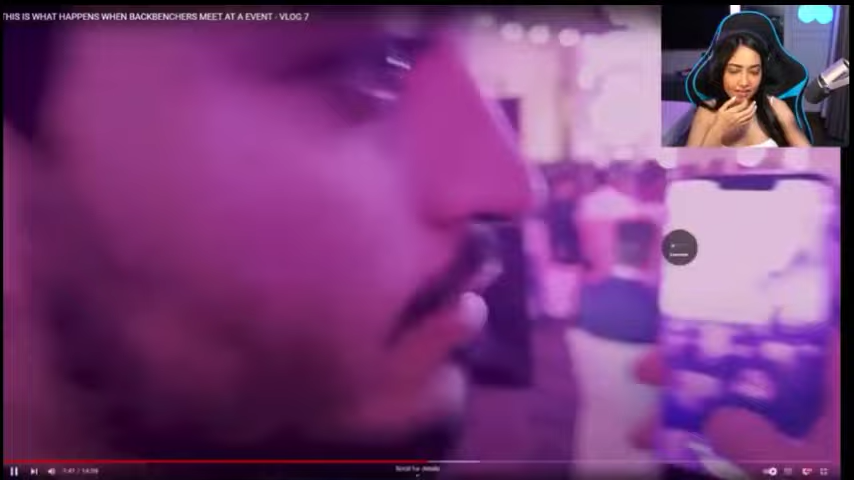 THIS IS WHAT HAPPENS WHEN BACKBENCHERS MEET AT A EVENT - VLOG 7
Scroll for details